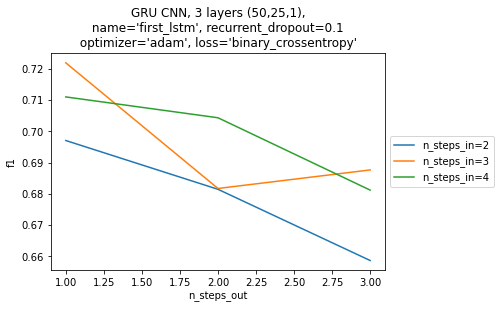 GRU CNN, 3 layers (50,25,1),
name='first_lstm', recurrent_dropout=0.1
optimizer='adam', loss='binary_crossentropy'
0.72
0.71
0.70
0.69
0.68
0.67
0.66
f1
n_steps_in=2
n_steps_in=3
n_steps_in=4
1.00 1.25 1.50 1.75 2.00 2.25 2.50 2.75 3.00
n_steps_out